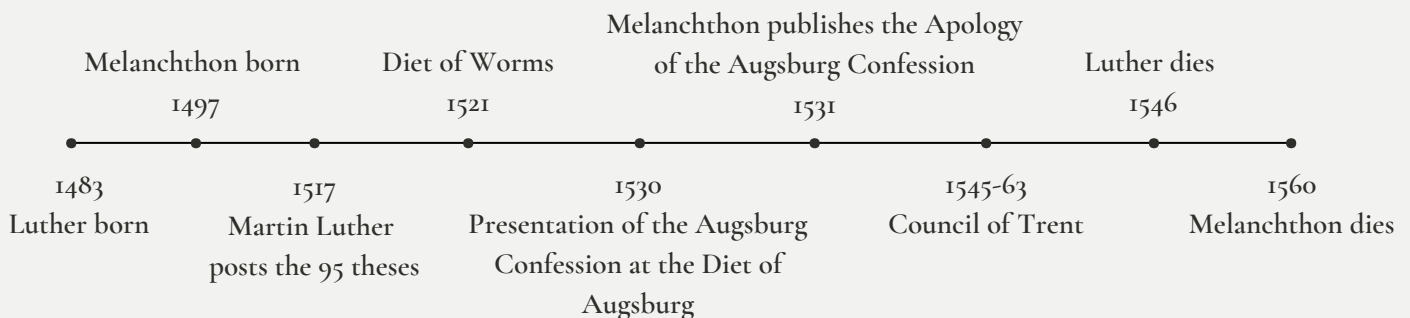 Melanchthon publishes the Apology
of the Augsburg Confession
1531
Melanchthon born
1497
Diet of Worms
1521
Luther dies
1546
1483
Luther born
1517
Martin Luther
posts the 95 theses
1530
Presentation of the Augsburg
Confession at the Diet of
Augsburg
1545-63
Council of Trent
1560
Melanchthon dies